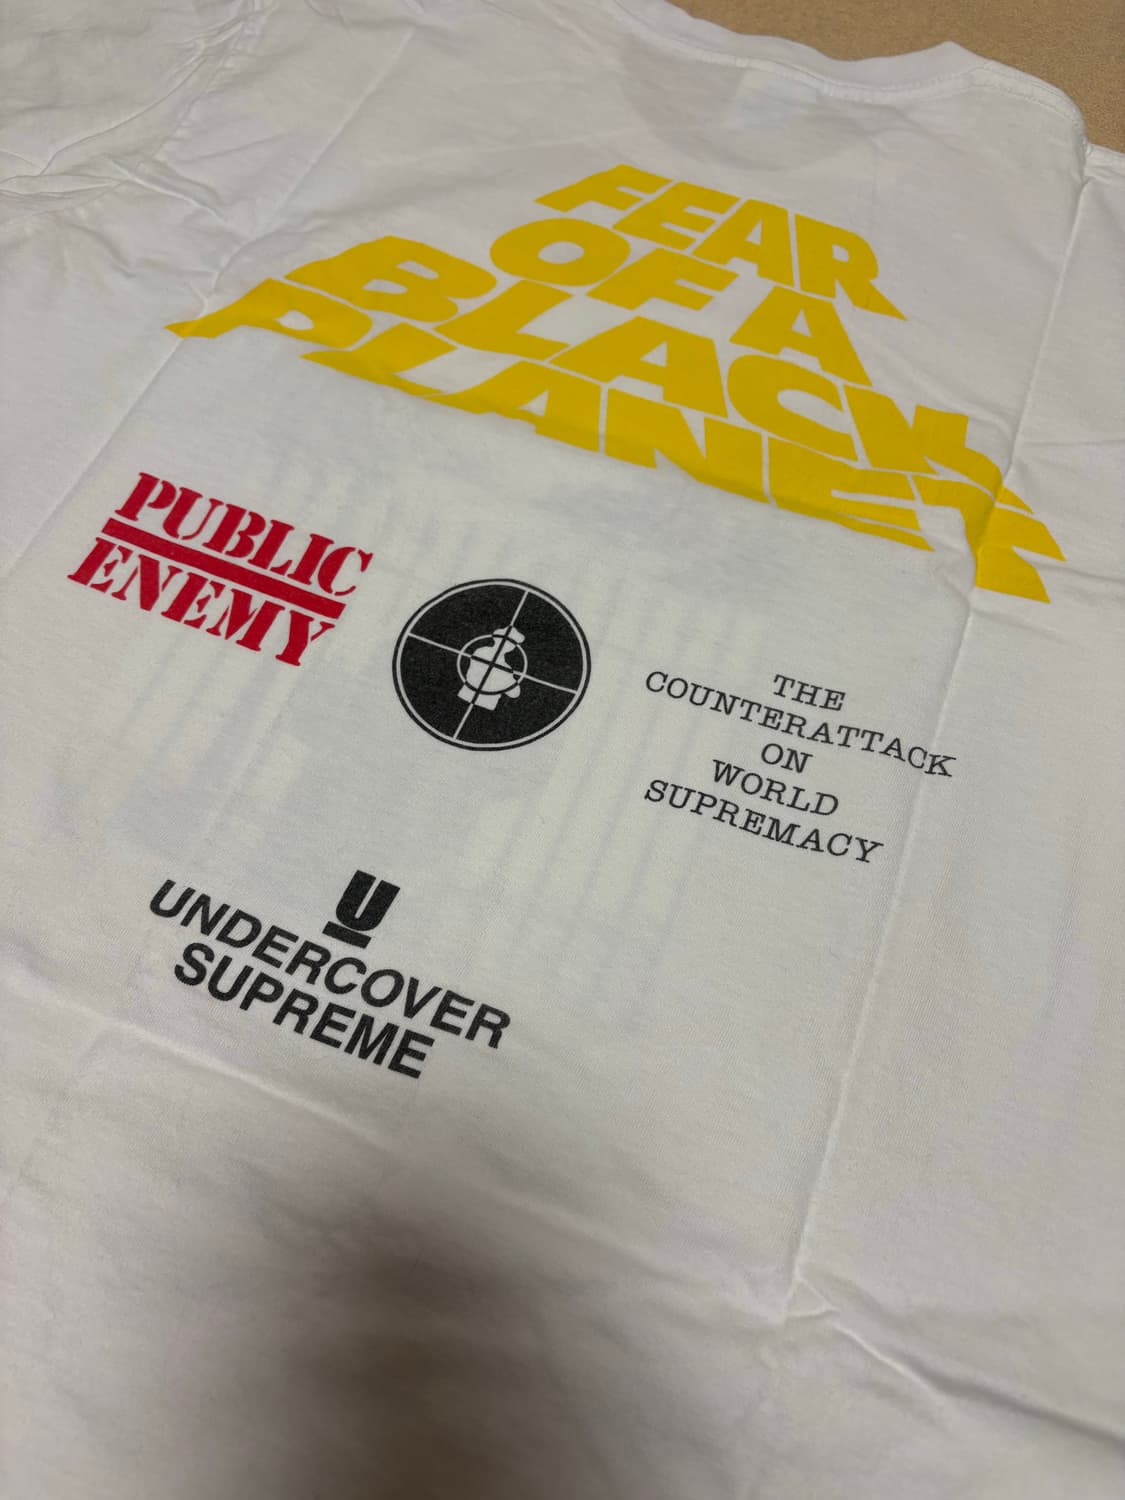 FEAR
OF A
BLACK
PLANET
PUBLIC
ENEMY
THE
COUNTERATTACK
ON
WORLD
SUPREMACY
U
UNDERCOVER
SUPREME